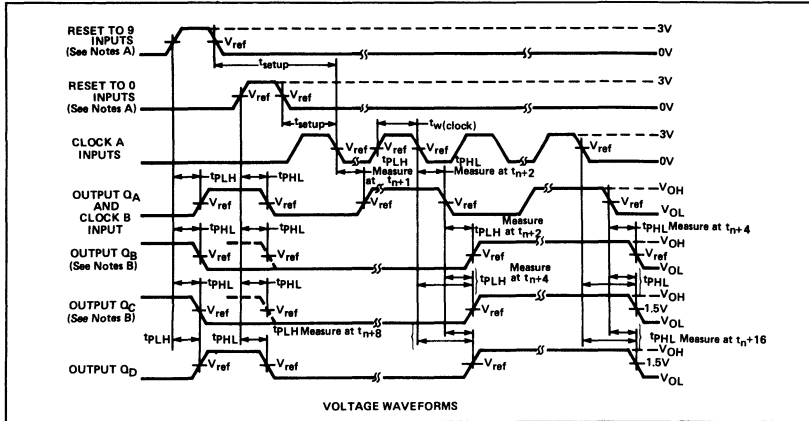 RESET TO 9
INPUTS
(See Notes A)
Vref
Vref
3V
0V
tsetup
RESET TO 0
INPUTS
(See Notes A)
Vref
Vref
3V
0V
tsetup
tw(clock)
CLOCK A
INPUTS
Vref
Vref
Vref
Vref
3V
0V
tPLH
tPHL
tPLH
Measure
at tn+1
tPHL
Measure at tn+2
OUTPUT QA
AND
CLOCK B
INPUT
Vref
Vref
Vref
Vref
Vref
VOH
VOL
tPHL
tPHL
Measure
tPLH at tn+2
tPHL Measure at tn+4
OUTPUT QB
(See Notes B)
Vref
Vref
Vref
Vref
VOH
VOL
tPHL
tPHL
Measure
at tn+4
tPLH
tPHL
OUTPUT QC
(See Notes B)
Vref
Vref
Vref
1.5V
VOH
VOL
tPLH
tPHL
tPLH Measure at tn+8
tPHL Measure at tn+16
OUTPUT QD
Vref
Vref
Vref
1.5V
VOH
VOL
VOLTAGE WAVEFORMS